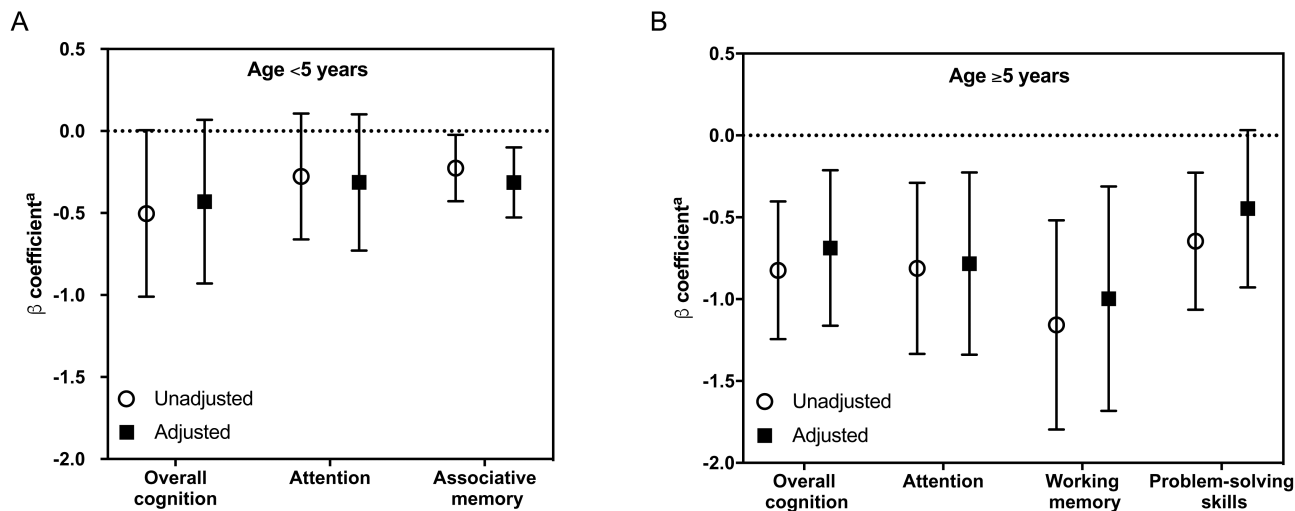 A
Age <5 years
β coefficientᵃ
0.5
0.0
-0.5
-1.0
-1.5
-2.0
Unadjusted
Adjusted
Overall cognition
Attention
Associative memory
B
Age ≥5 years
β coefficientᵃ
0.5
0.0
-0.5
-1.0
-1.5
-2.0
Unadjusted
Adjusted
Overall cognition
Attention
Working memory
Problem-solving skills